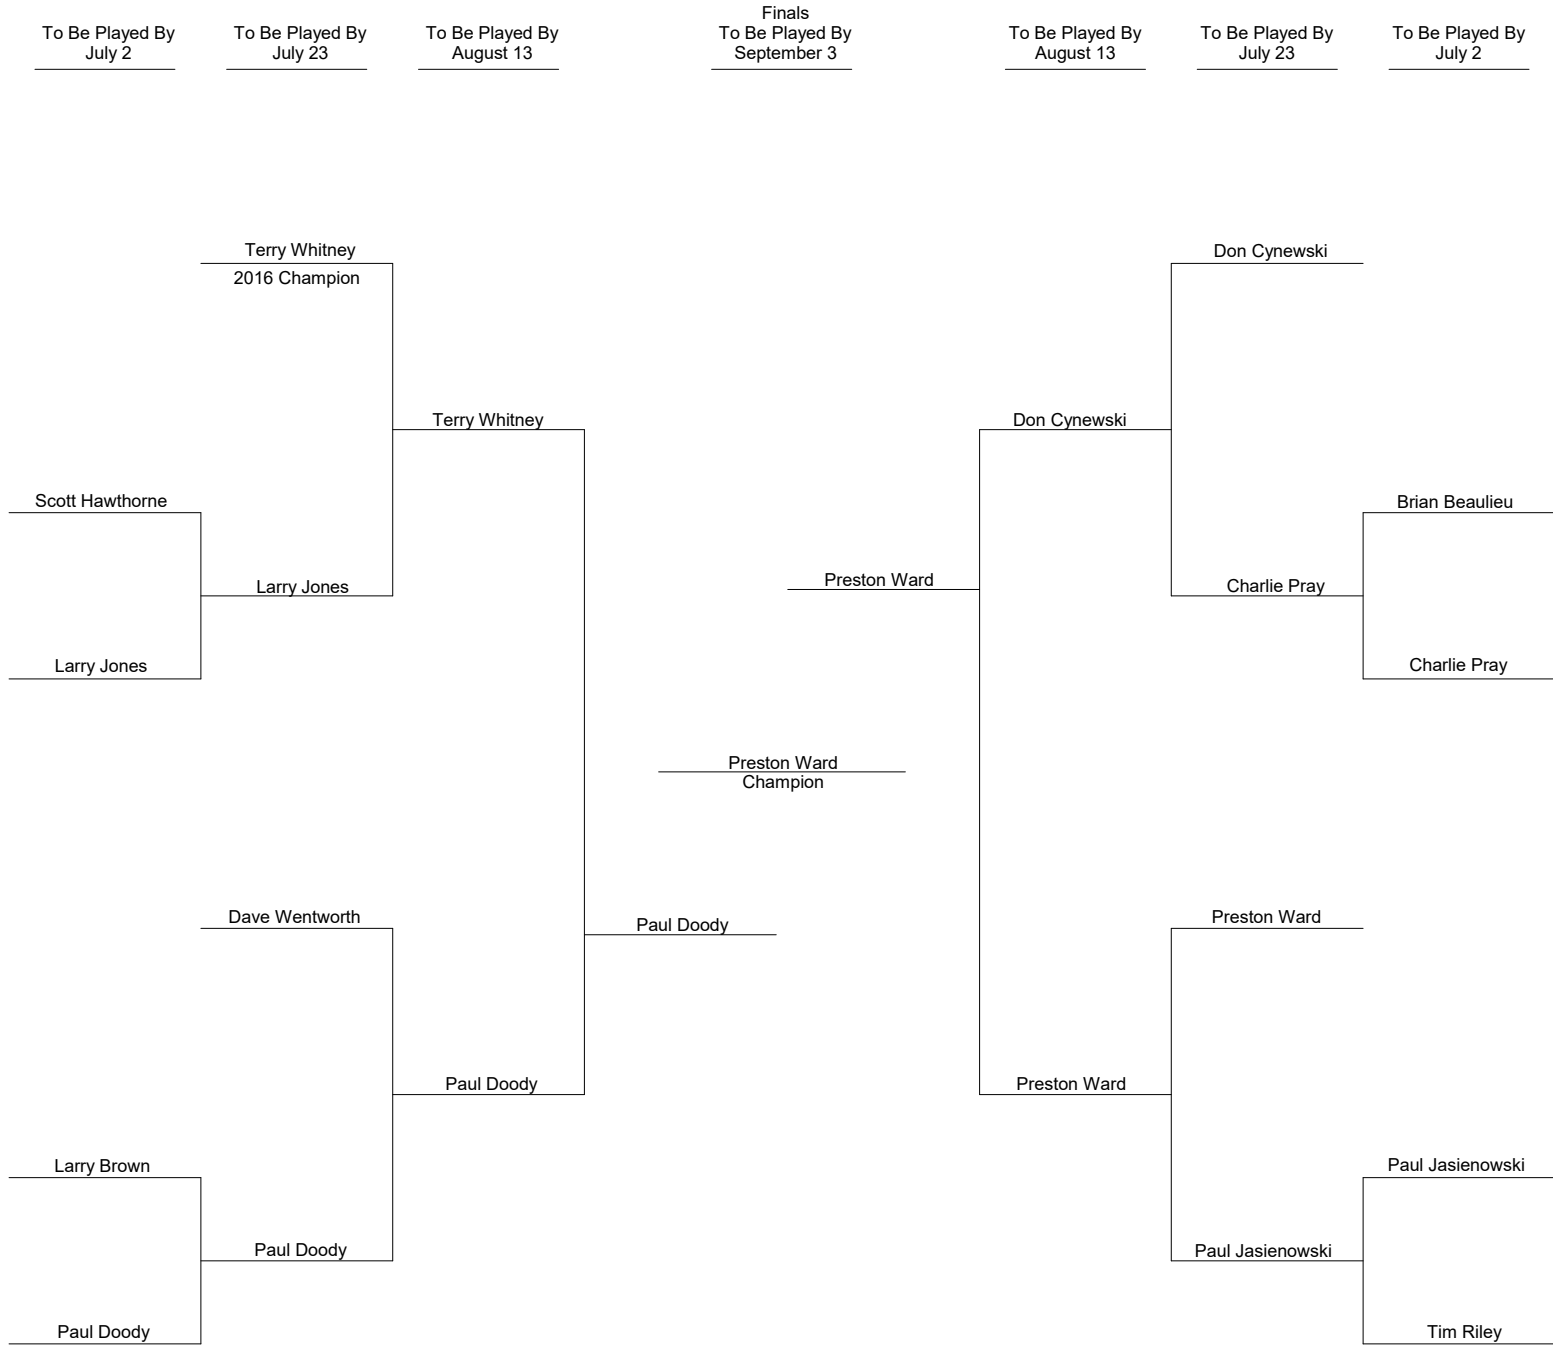 Finals
To Be Played By
July 2
To Be Played By
July 23
To Be Played By
August 13
To Be Played By
September 3
To Be Played By
August 13
To Be Played By
July 23
To Be Played By
July 2
Terry Whitney
2016 Champion
Don Cynewski
Terry Whitney
Don Cynewski
Scott Hawthorne
Brian Beaulieu
Preston Ward
Larry Jones
Charlie Pray
Larry Jones
Charlie Pray
Preston Ward
Champion
Dave Wentworth
Paul Doody
Preston Ward
Paul Doody
Preston Ward
Larry Brown
Paul Jasienowski
Paul Doody
Paul Jasienowski
Paul Doody
Tim Riley